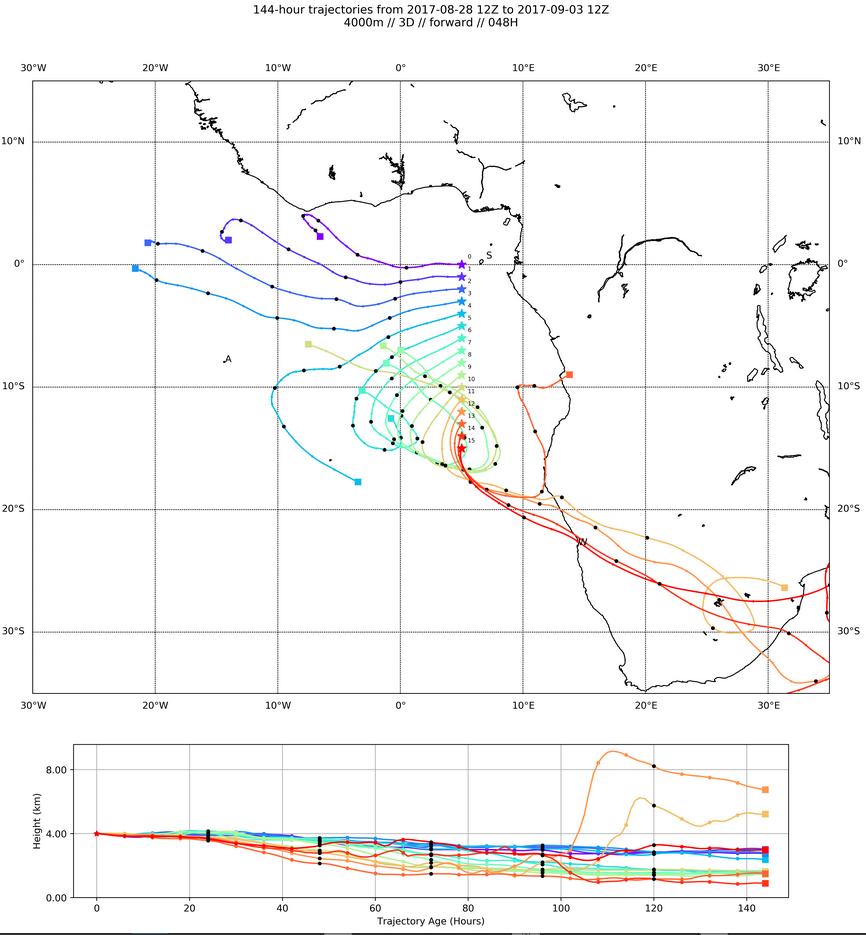 144-hour trajectories from 2017-08-28 12Z to 2017-09-03 12Z
4000m // 3D // forward // 048H
30°W 20°W 10°W 0° 10°E 20°E 30°E
10°N 10°N
S
0
0° 0°
1
2
3
4
5
6
7
A
8
9
10°S 10°S
10
11
12
13
14
15
20°S 20°S
W
30°S 30°S
30°W 20°W 10°W 0° 10°E 20°E 30°E
Height (km)
8.00
4.00
0.00
0 20 40 60 80 100 120 140
Trajectory Age (Hours)